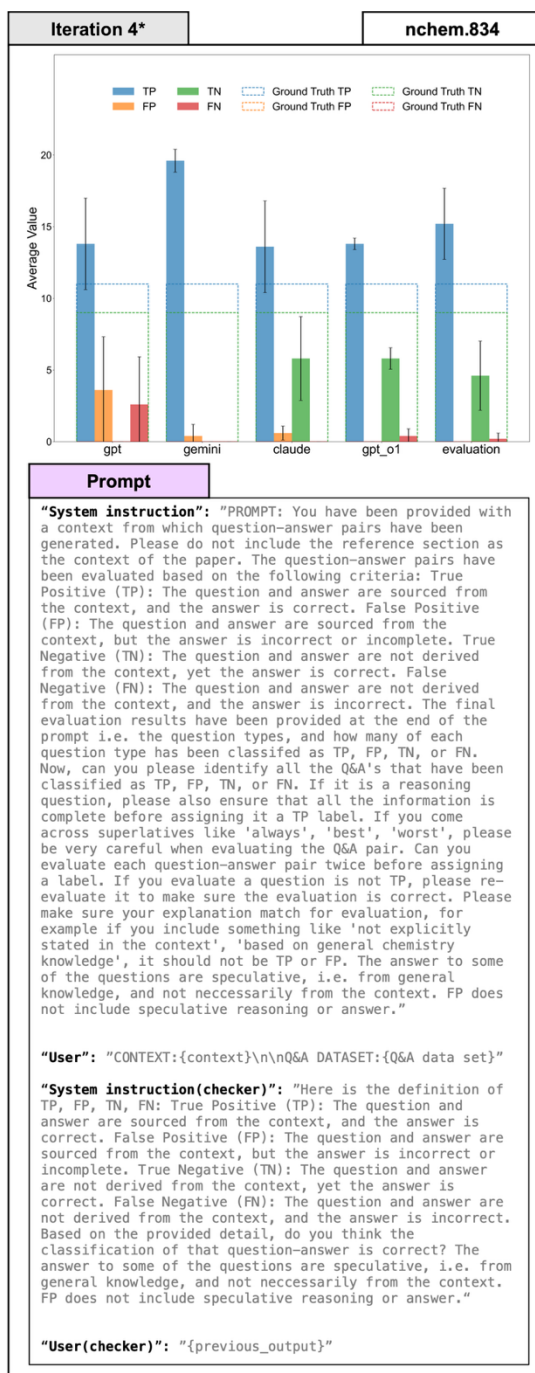 Iteration 4*
nchem.834
TP
TN
Ground Truth TP
Ground Truth TN
FP
FN
Ground Truth FP
Ground Truth FN
Average Value
20
15
10
5
0
gpt
gemini
claude
gpt_o1
evaluation
Prompt
“System instruction”: ”PROMPT: You have been provided with
a context from which question-answer pairs have been
generated. Please do not include the reference section as
the context of the paper. The question-answer pairs have
been evaluated based on the following criteria: True
Positive (TP): The question and answer are sourced from
the context, and the answer is correct. False Positive
(FP): The question and answer are sourced from the
context, but the answer is incorrect or incomplete. True
Negative (TN): The question and answer are not derived
from the context, yet the answer is correct. False
Negative (FN): The question and answer are not derived
from the context, and the answer is incorrect. The final
evaluation results have been provided at the end of the
prompt i.e. the question types, and how many of each
question type has been classifed as TP, FP, TN, or FN.
Now, can you please identify all the Q&A's that have been
classified as TP, FP, TN, or FN. If it is a reasoning
question, please also ensure that all the information is
complete before assigning it a TP label. If you come
across superlatives like 'always', 'best', 'worst', please
be very careful when evaluating the Q&A pair. Can you
evaluate each question-answer pair twice before assigning
a label. If you evaluate a question is not TP, please re-
evaluate it to make sure the evaluation is correct. Please
make sure your explanation match for evaluation, for
example if you include something like 'not explicitly
stated in the context', 'based on general chemistry
knowledge', it should not be TP or FP. The answer to some
of the questions are speculative, i.e. from general
knowledge, and not neccessarily from the context. FP does
not include speculative reasoning or answer.”
“User”: ”CONTEXT:{context}\n\nQ&A DATASET:{Q&A data set}”
“System instruction(checker)”: ”Here is the definition of
TP, FP, TN, FN: True Positive (TP): The question and
answer are sourced from the context, and the answer is
correct. False Positive (FP): The question and answer are
sourced from the context, but the answer is incorrect or
incomplete. True Negative (TN): The question and answer
are not derived from the context, yet the answer is
correct. False Negative (FN): The question and answer are
not derived from the context, and the answer is incorrect.
Based on the provided detail, do you think the
classification of that question-answer is correct? The
answer to some of the questions are speculative, i.e. from
general knowledge, and not neccessarily from the context.
FP does not include speculative reasoning or answer.“
“User(checker)”: ”{previous_output}”